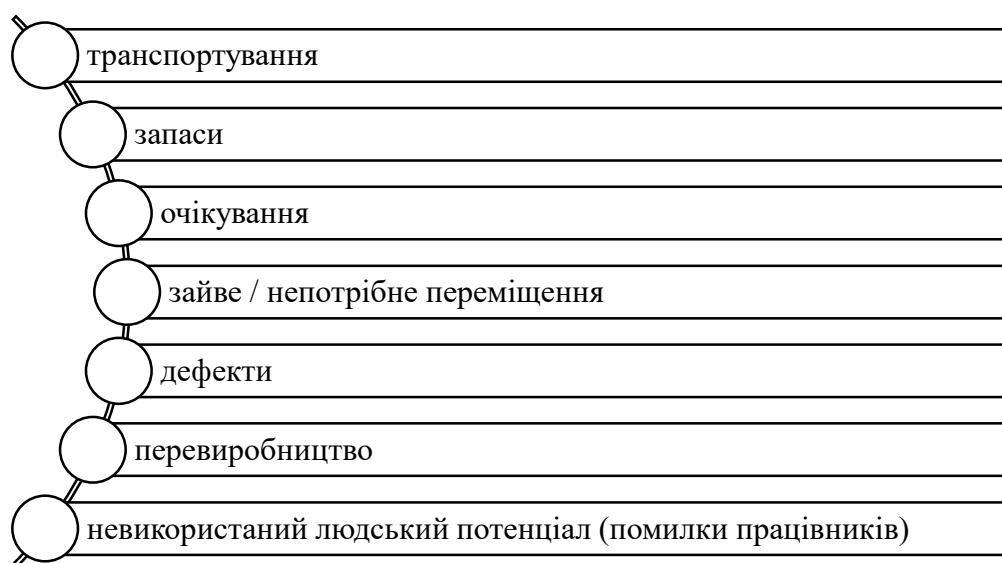 транспортування
запаси
очікування
зайве / непотрібне переміщення
дефекти
перевиробництво
невикористаний людський потенціал (помилки працівників)